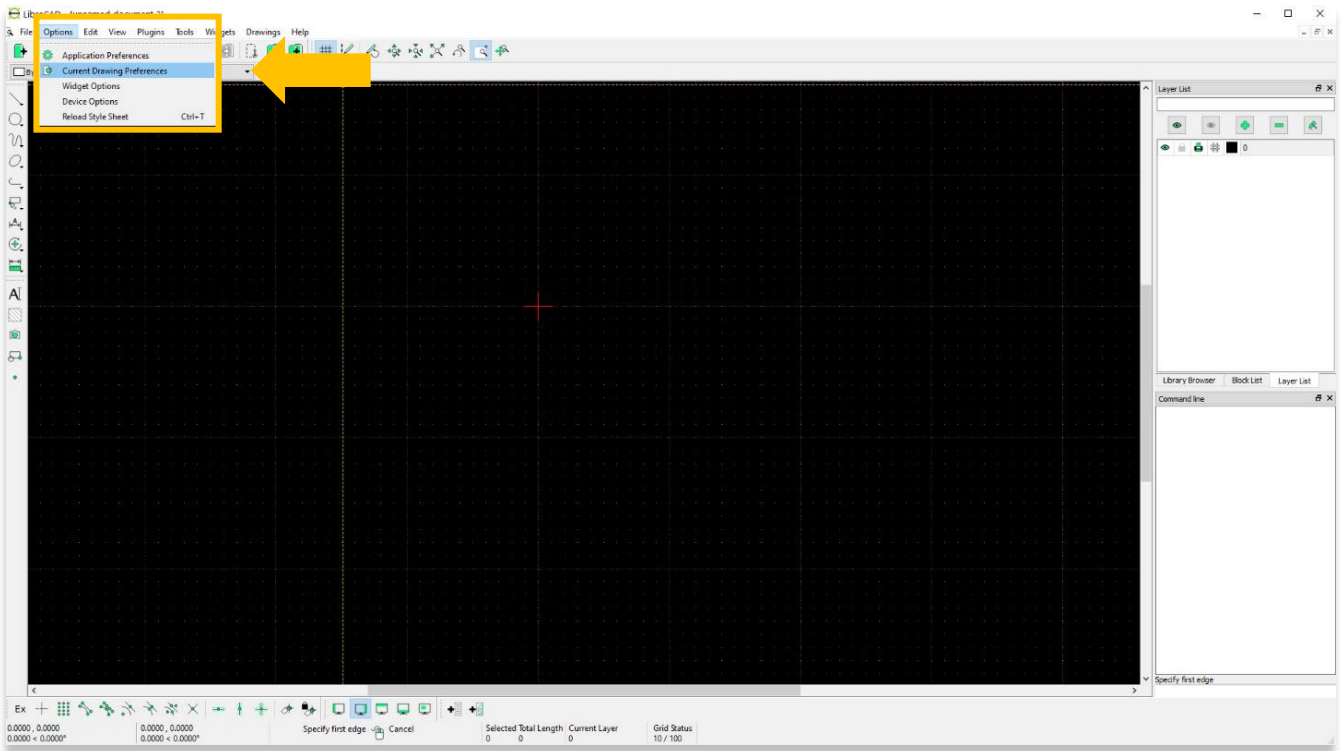 File Options Edit View Plugins Tools Widgets Drawings Help
Application Preferences
Current Drawing Preferences
Widget Options
Device Options
Reload Style Sheet Ctrl+T
Layer List
0
Library Browser Block List Layer List
Command line
Specify first edge
Ex
0.0000 , 0.0000 0.0000 , 0.0000 Specify first edge Cancel Selected Total Length Current Layer Grid Status
0.0000 < 0.0000° 0.0000 < 0.0000° 0 0 0 10 / 100